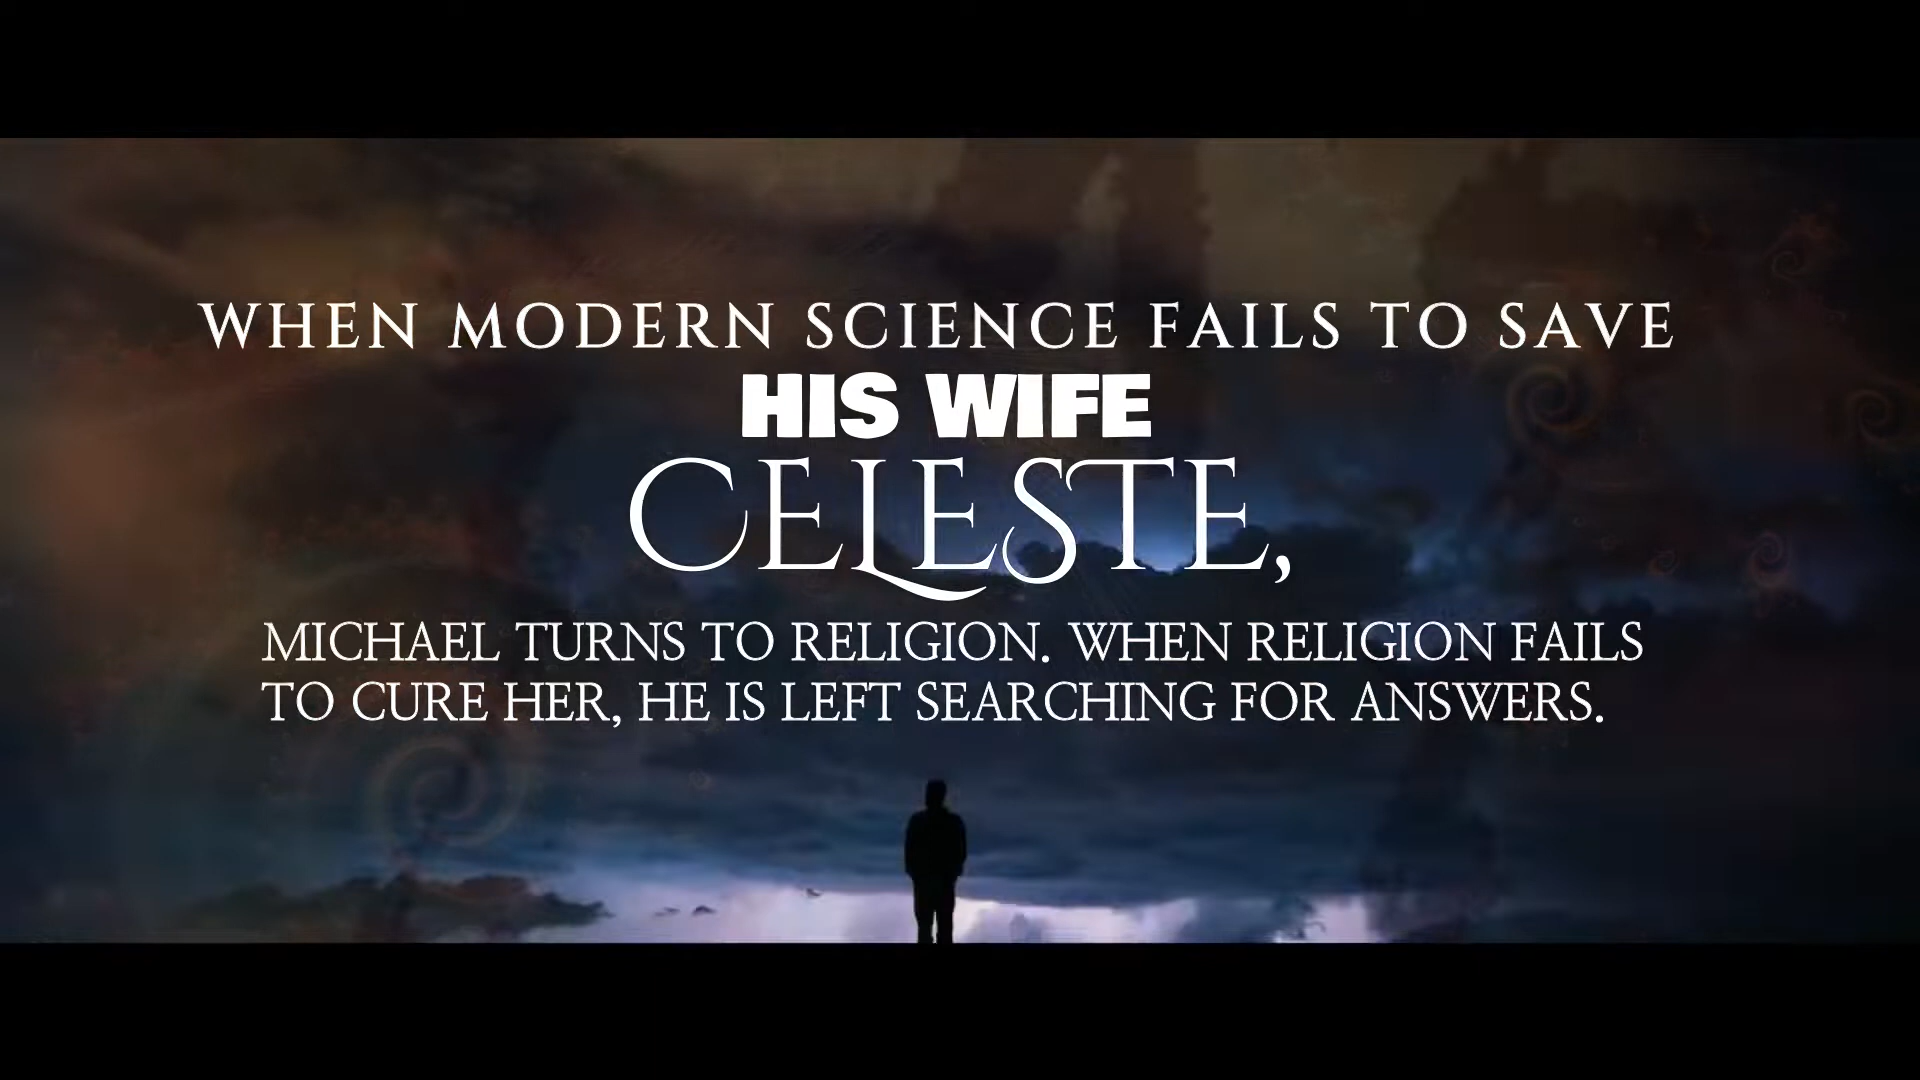 WHEN MODERN SCIENCE FAILS TO SAVE
HIS WIFE
CELESTE,
MICHAEL TURNS TO RELIGION. WHEN RELIGION FAILS
TO CURE HER, HE IS LEFT SEARCHING FOR ANSWERS.